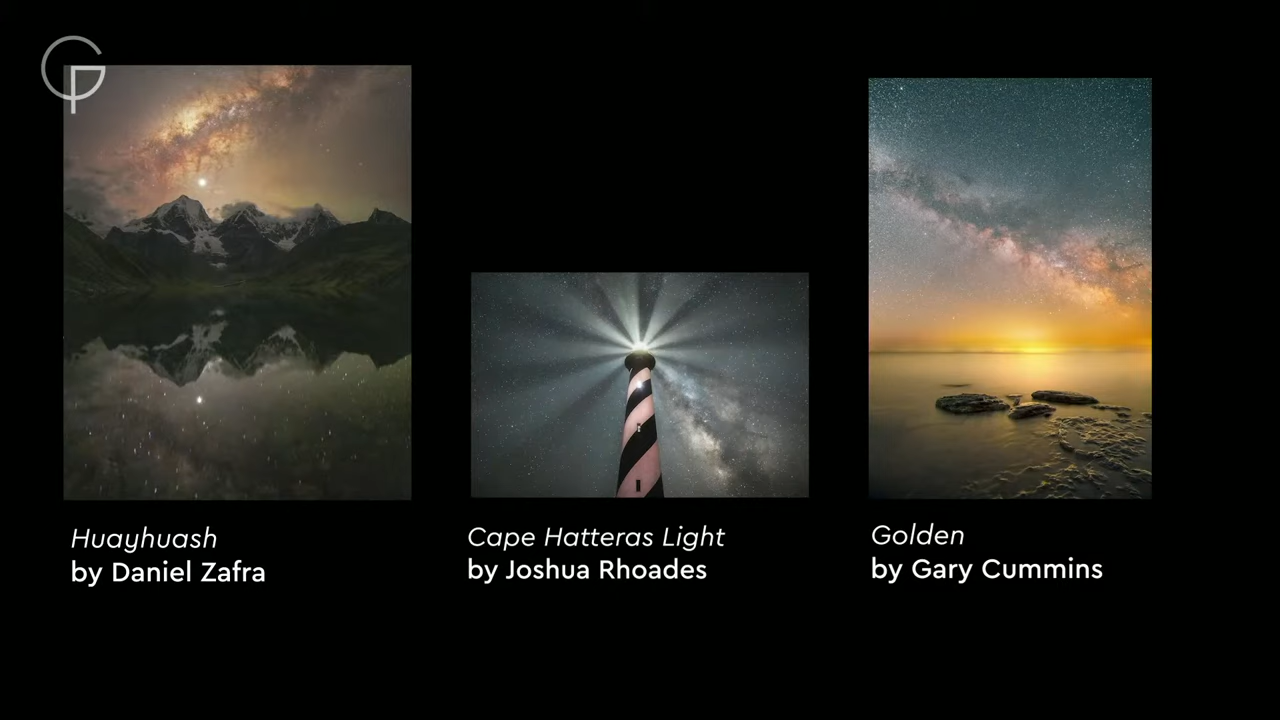 Huayhuash
by Daniel Zafra
Cape Hatteras Light
by Joshua Rhoades
Golden
by Gary Cummins